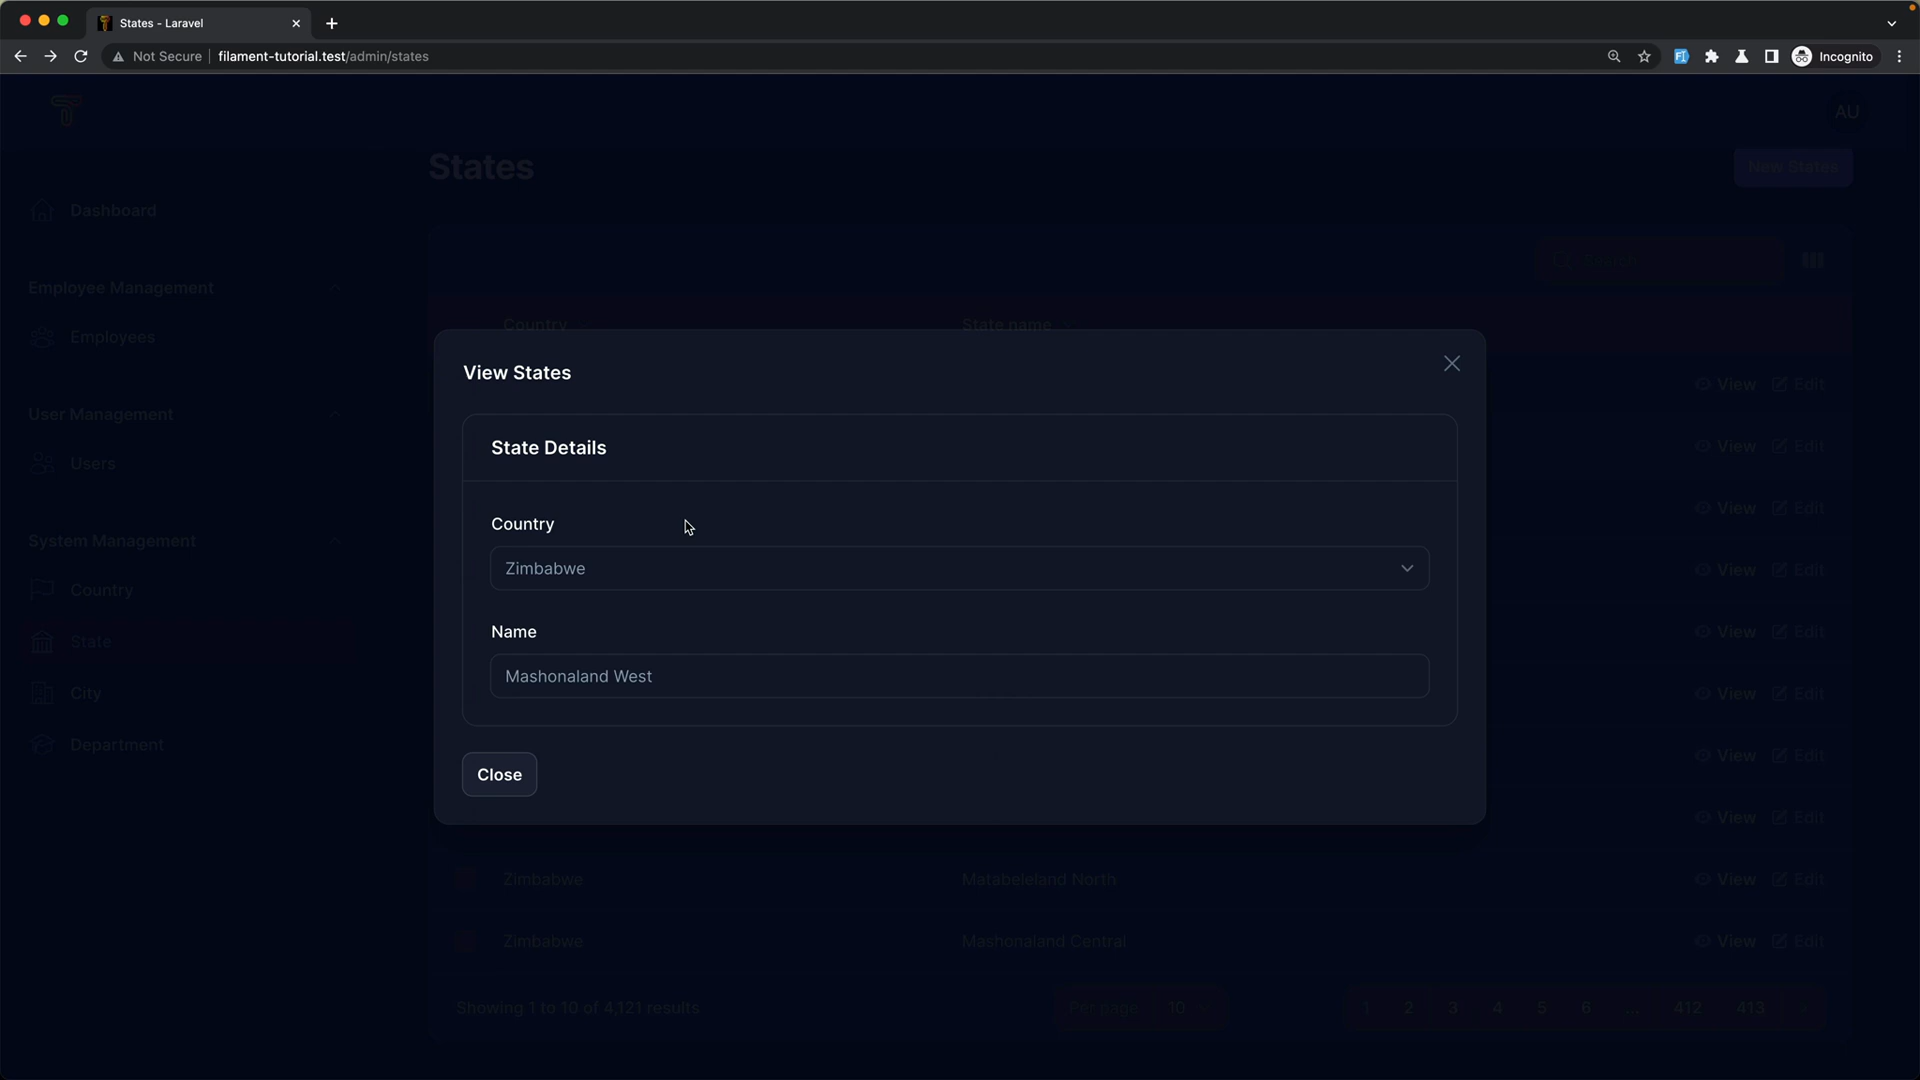 States - Laravel
Not Secure
filament-tutorial.test/admin/states
Incognito
AU
States
New States
Dashboard
Search
Employee Management
Employees
Country
State name
View States
State Details
Country
Zimbabwe
Name
Mashonaland West
Close
User Management
Users
System Management
Country
State
City
Department
View Edit
View Edit
View Edit
View Edit
View Edit
View Edit
View Edit
View Edit
Zimbabwe Matabeleland North View Edit
Zimbabwe Mashonaland Central View Edit
Showing 1 to 10 of 4,121 results
Per page 10
1 2 3 4 5 6 ... 412 413